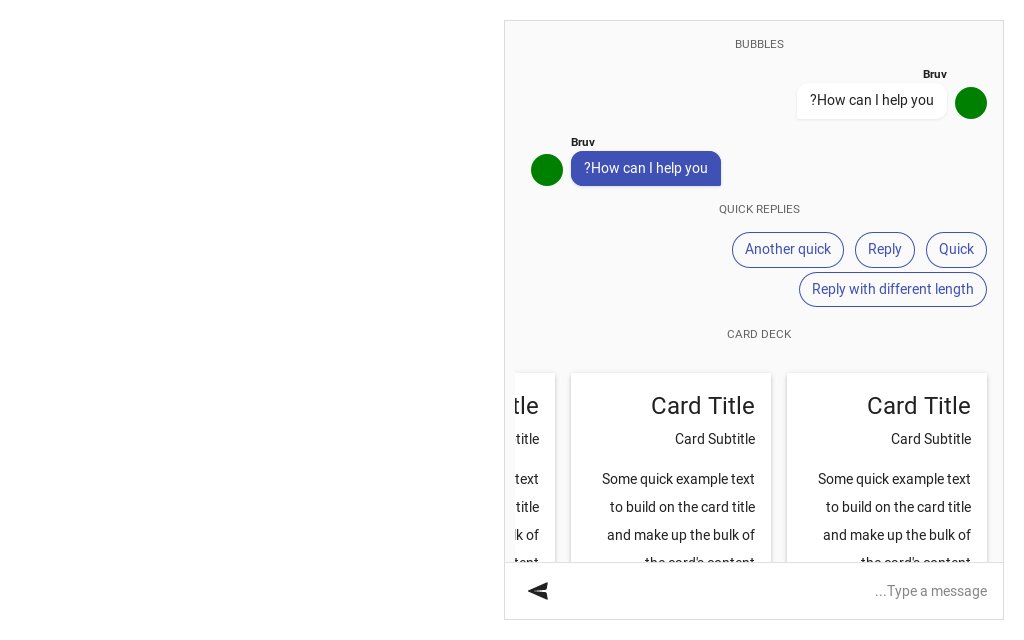 BUBBLES
Bruv
?How can I help you
Bruv
?How can I help you
QUICK REPLIES
Quick
Reply
Another quick
Reply with different length
CARD DECK
Card Title
Card Subtitle
Some quick example text
to build on the card title
and make up the bulk of
the card's content
Card Title
Card Subtitle
Some quick example text
to build on the card title
and make up the bulk of
the card's content
tle
title
text
title
lk of
...Type a message